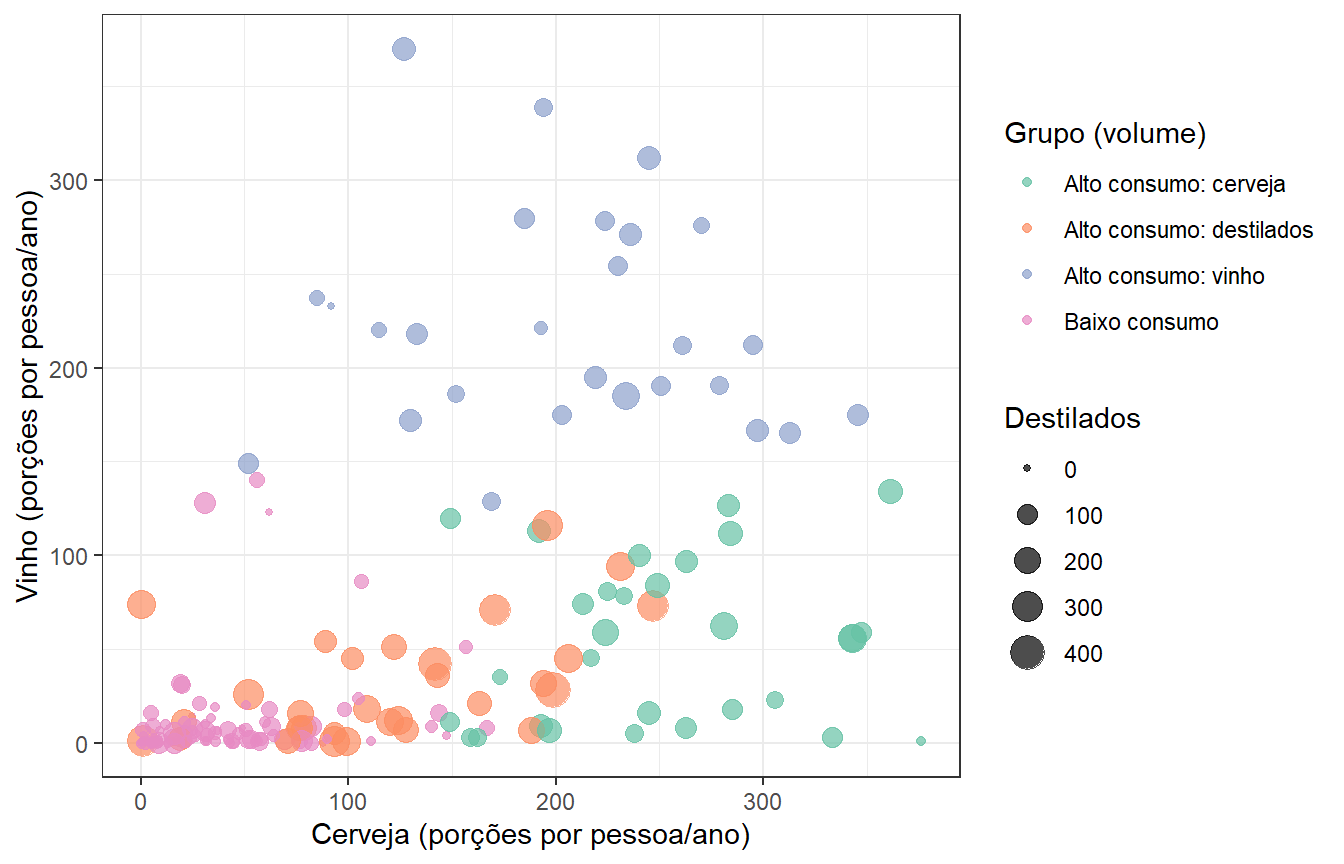 300
200
100
0
Vinho (porções por pessoa/ano)
0
100
200
300
Cerveja (porções por pessoa/ano)
Grupo (volume)
Alto consumo: cerveja
Alto consumo: destilados
Alto consumo: vinho
Baixo consumo
Destilados
0
100
200
300
400